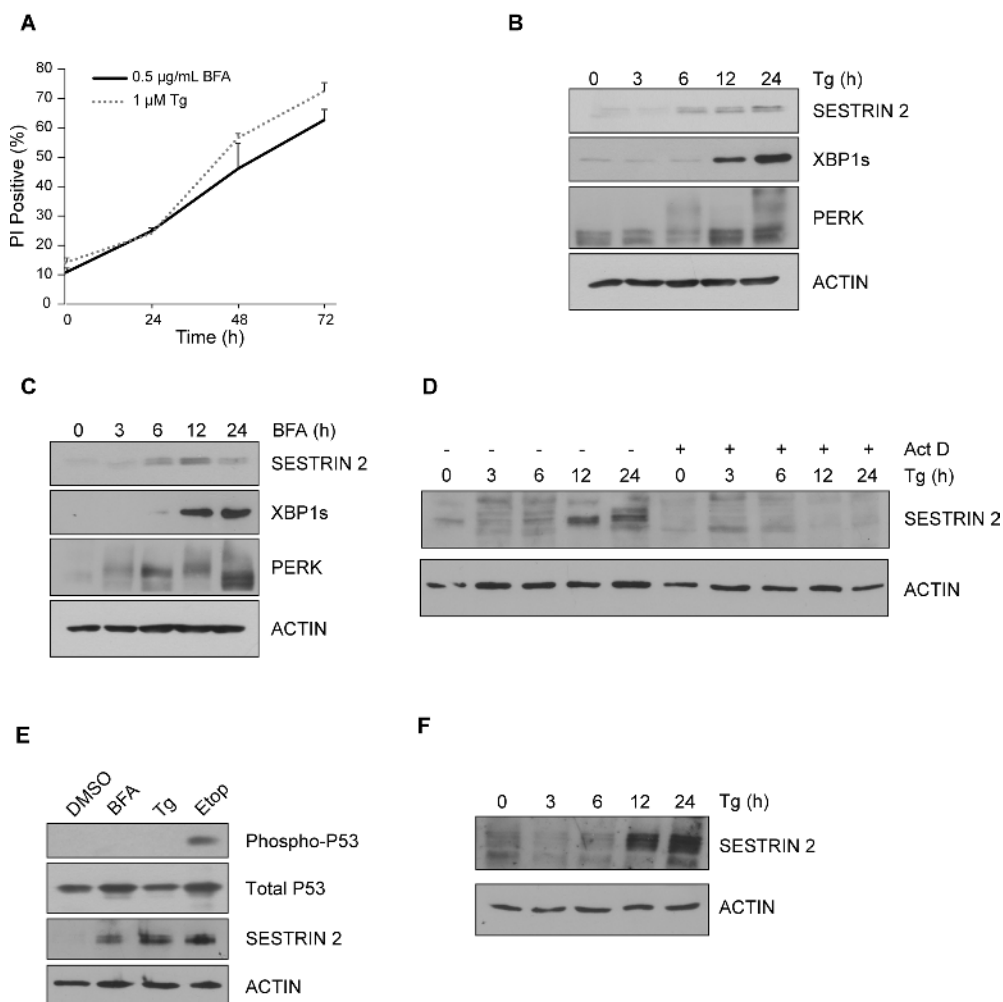 A
80
70
60
50
40
30
20
10
0
PI Positive (%)
0.5 µg/mL BFA
1 µM Tg
0 24 48 72
Time (h)
B
0 3 6 12 24 Tg (h)
SESTRIN 2
XBP1s
PERK
ACTIN
C
0 3 6 12 24 BFA (h)
SESTRIN 2
XBP1s
PERK
ACTIN
D
- - - - - + + + + + Act D
0 3 6 12 24 0 3 6 12 24 Tg (h)
SESTRIN 2
ACTIN
E
DMSO BFA Tg Etop
Phospho-P53
Total P53
SESTRIN 2
ACTIN
F
0 3 6 12 24 Tg (h)
SESTRIN 2
ACTIN